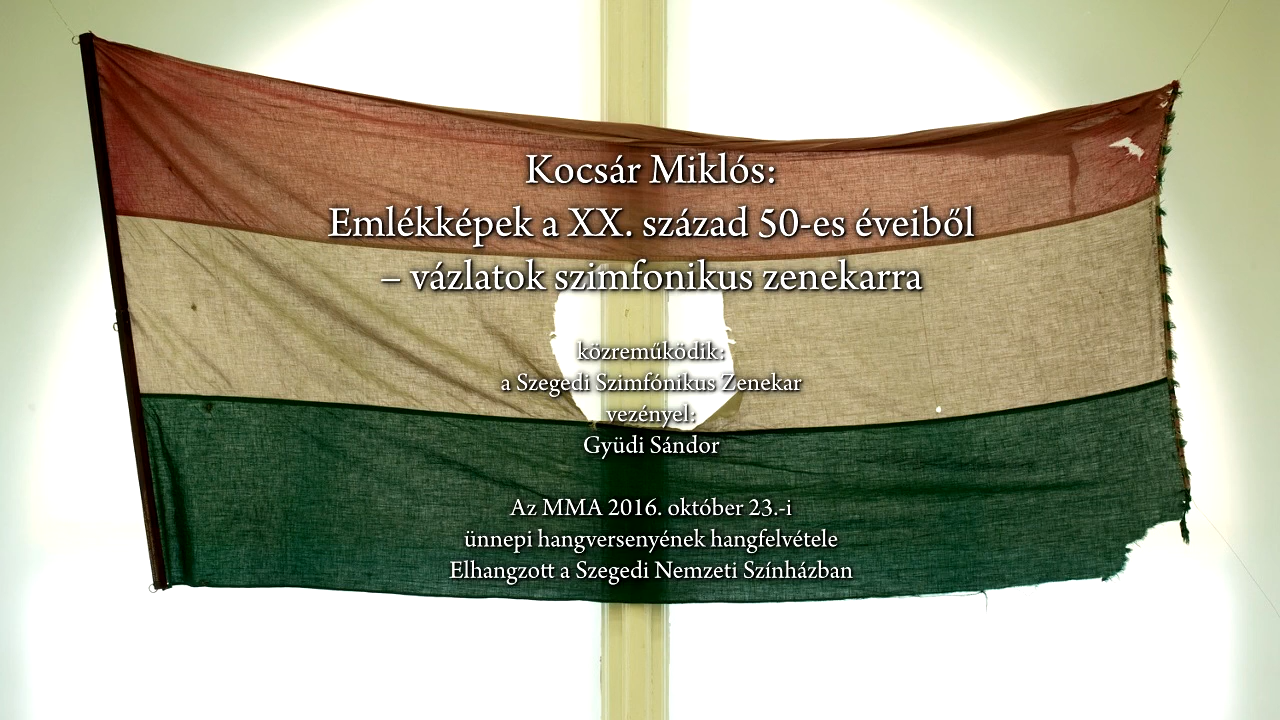 Kocsár Miklós:
Emlékképek a XX. század 50-es éveiből
– vázlatok szimfonikus zenekarra
közreműködik:
a Szegedi Szimfónikus Zenekar
vezényel:
Gyüdi Sándor
Az MMA 2016. október 23.-i
ünnepi hangversenyének hangfelvétele
Elhangzott a Szegedi Nemzeti Színházban